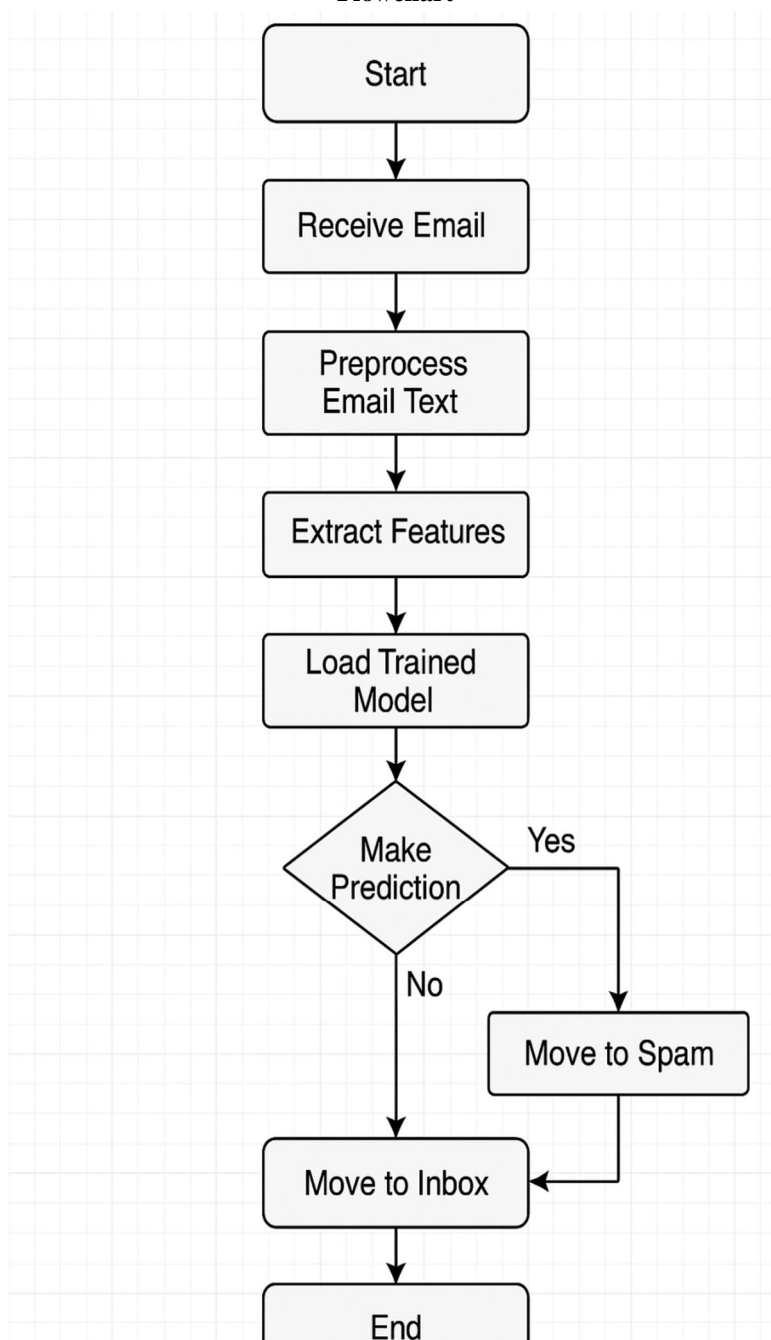 Flowchart
Start
Receive Email
Preprocess
Email Text
Extract Features
Load Trained
Model
Make
Prediction
Yes
No
Move to Spam
Move to Inbox
End